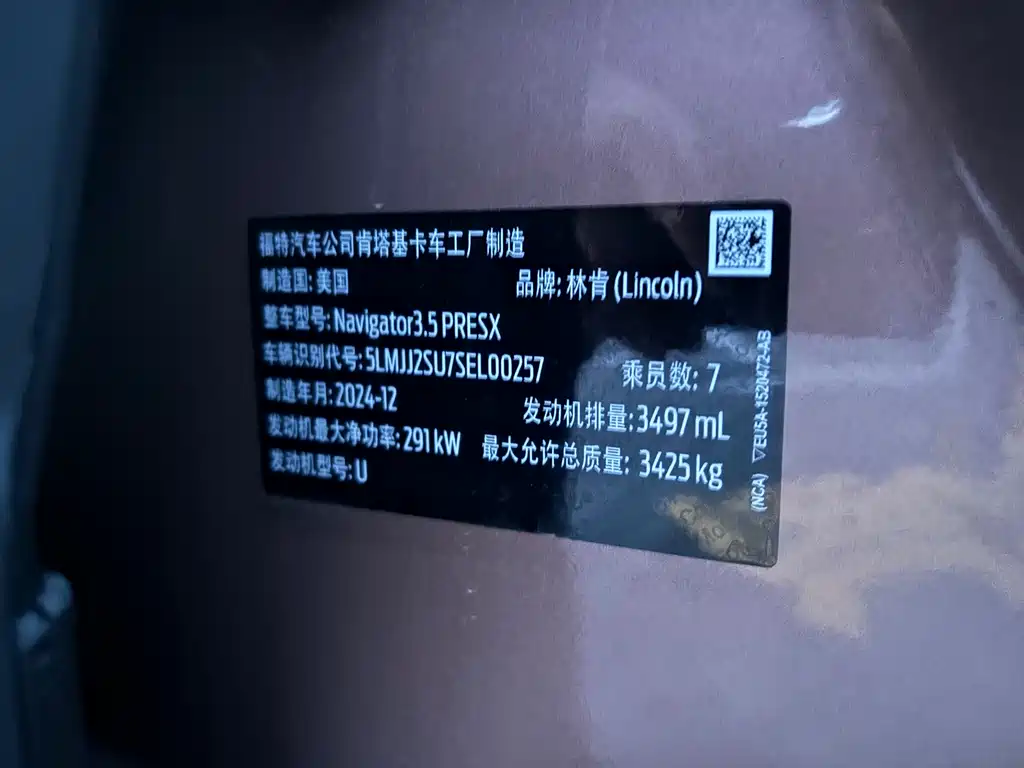 福特汽车公司肯塔基卡车工厂制造
制造国: 美国
品牌: 林肯 (Lincoln)
整车型号: Navigator3.5 PRESX
车辆识别代号: 5LMJJ2SU7SEL00257
乘员数: 7
制造年月: 2024-12
发动机排量: 3497 mL
发动机最大净功率: 291 kW
最大允许总质量: 3425 kg
发动机型号: U
(NCA) ▽EU5A-1520472-AB